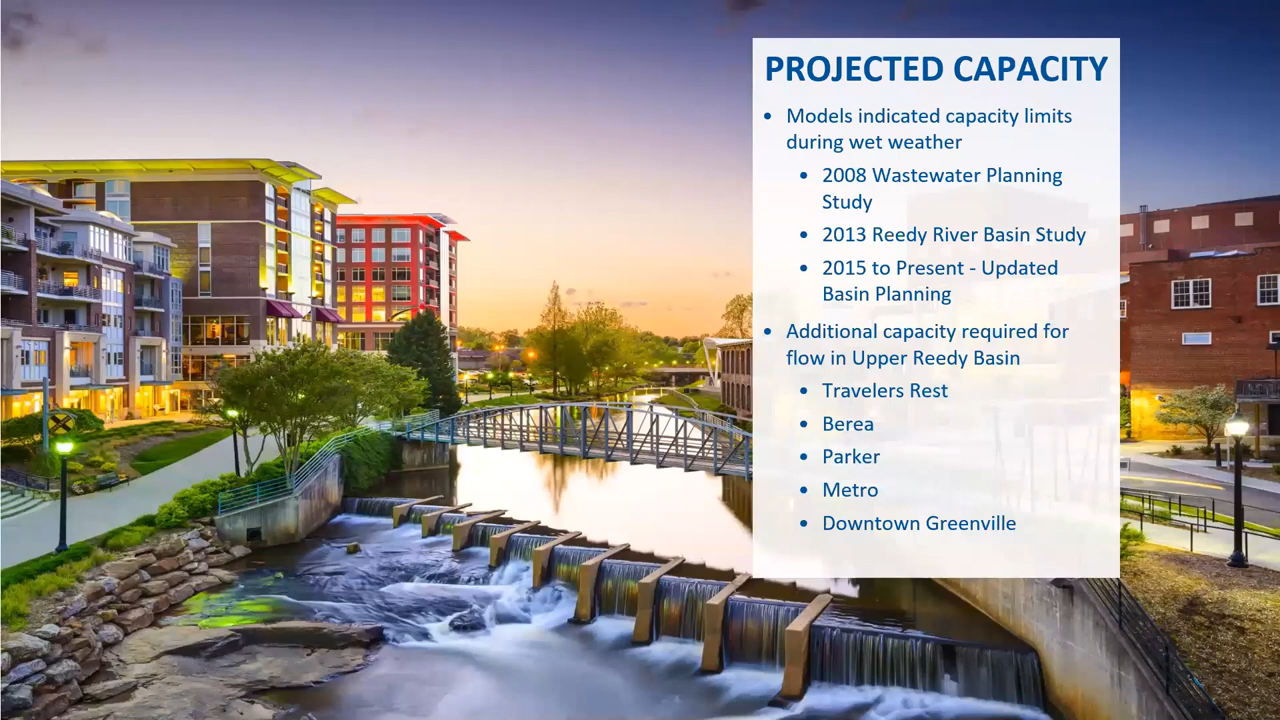 PROJECTED CAPACITY
• Models indicated capacity limits
during wet weather
• 2008 Wastewater Planning
Study
• 2013 Reedy River Basin Study
• 2015 to Present - Updated
Basin Planning
• Additional capacity required for
flow in Upper Reedy Basin
• Travelers Rest
• Berea
• Parker
• Metro
• Downtown Greenville